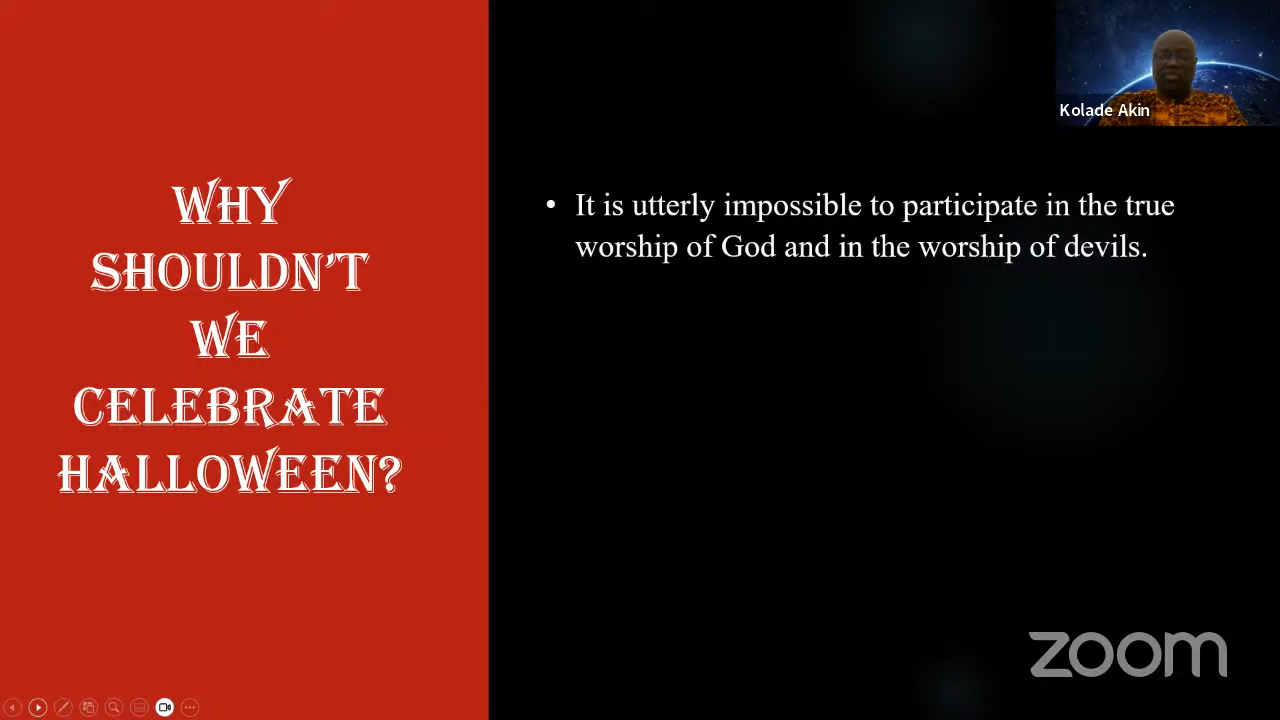 WHY
SHOULDN'T
WE
CELEBRATE
HALLOWEEN?
• It is utterly impossible to participate in the true
worship of God and in the worship of devils.
Kolade Akin
zoom